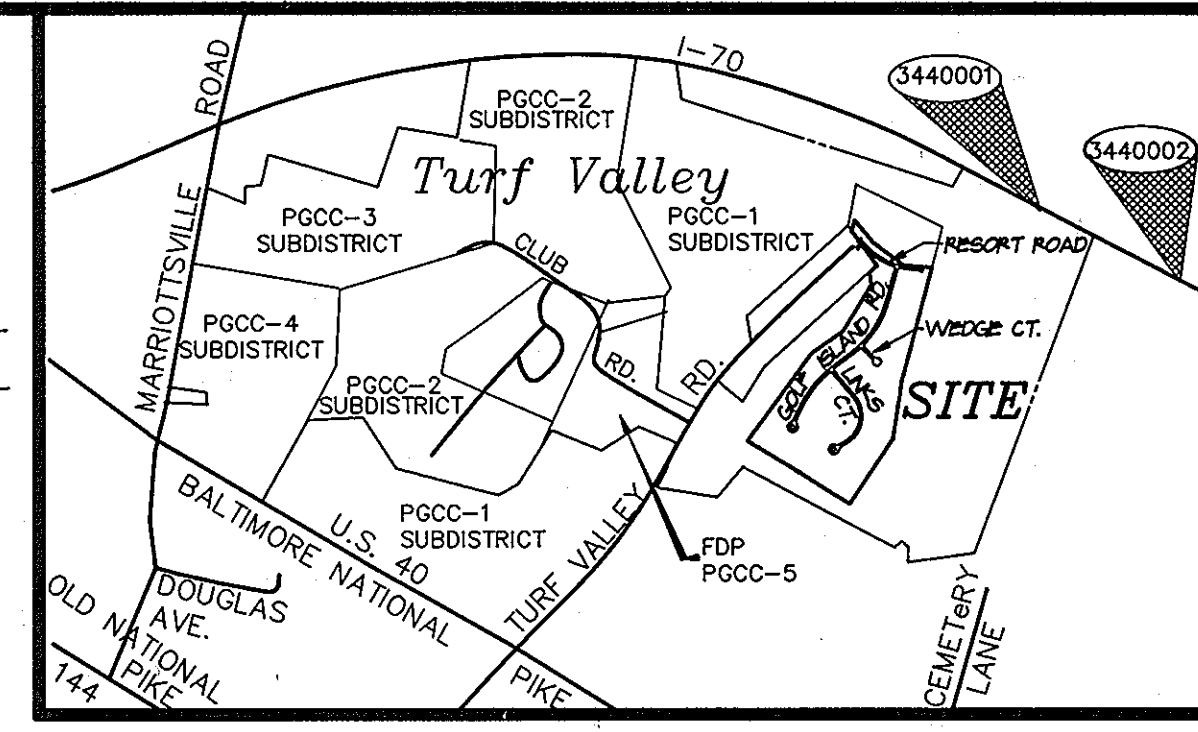 I-70
3440001
3440002
ROAD
PGCC-2
SUBDISTRICT
Turf Valley
PGCC-3
SUBDISTRICT
PGCC-1
SUBDISTRICT
CLUB
RESORT ROAD
MARRIOTTSVILLE
PGCC-4
SUBDISTRICT
WEDGE CT.
GOLF ISLAND RD.
LINKS
CT.
RD.
RD.
PGCC-2
SUBDISTRICT
SITE
BALTIMORE NATIONAL
U.S. 40
PGCC-1
SUBDISTRICT
TURF VALLEY
FDP
PGCC-5
DOUGLAS
AVE.
OLD NATIONAL
PIKE
144
PIKE
CEMETeRY
LANE